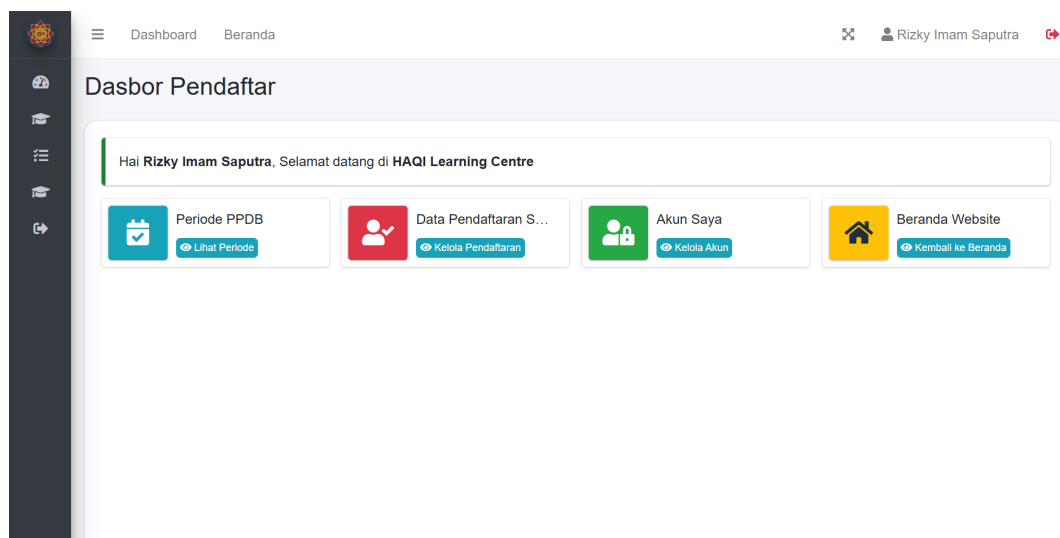 Dashboard Beranda Rizky Imam Saputra
Dasbor Pendaftar
Hai Rizky Imam Saputra, Selamat datang di HAQI Learning Centre
Periode PPDB
Lihat Periode
Data Pendaftaran S...
Kelola Pendaftaran
Akun Saya
Kelola Akun
Beranda Website
Kembali ke Beranda